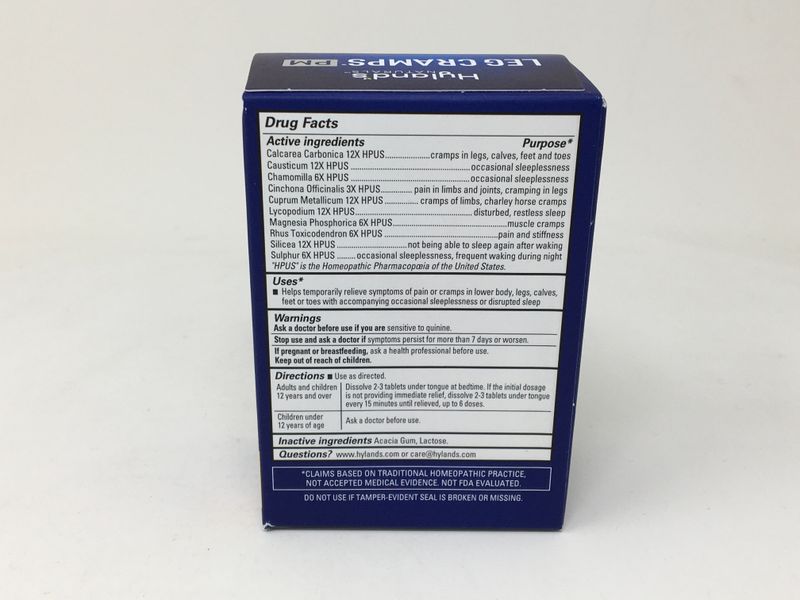 LEG CRAMPS PM
Hyland's
NATURALS™
Drug Facts
Active ingredients Purpose*
Calcarea Carbonica 12X HPUS......................cramps in legs, calves, feet and toes
Causticum 12X HPUS ..........................................................occasional sleeplessness
Chamomilla 6X HPUS ........................................................occasional sleeplessness
Cinchona Officinalis 3X HPUS.............. pain in limbs and joints, cramping in legs
Cuprum Metallicum 12X HPUS ............... cramps of limbs, charley horse cramps
Lycopodium 12X HPUS......................................................disturbed, restless sleep
Magnesia Phosphorica 6X HPUS.................................................................muscle cramps
Rhus Toxicodendron 6X HPUS ......................................................pain and stiffness
Silicea 12X HPUS ................................not being able to sleep again after waking
Sulphur 6X HPUS ......... occasional sleeplessness, frequent waking during night
"HPUS" is the Homeopathic Pharmacopœia of the United States.
Uses*
■ Helps temporarily relieve symptoms of pain or cramps in lower body, legs, calves,
feet or toes with accompanying occasional sleeplessness or disrupted sleep
Warnings
Ask a doctor before use if you are sensitive to quinine.
Stop use and ask a doctor if symptoms persist for more than 7 days or worsen.
If pregnant or breastfeeding, ask a health professional before use.
Keep out of reach of children.
Directions ■ Use as directed.
Adults and children
12 years and over
Dissolve 2-3 tablets under tongue at bedtime. If the initial dosage
is not providing immediate relief, dissolve 2-3 tablets under tongue
every 15 minutes until relieved, up to 6 doses.
Children under
12 years of age
Ask a doctor before use.
Inactive ingredients Acacia Gum, Lactose.
Questions? www.hylands.com or care@hylands.com
*CLAIMS BASED ON TRADITIONAL HOMEOPATHIC PRACTICE,
NOT ACCEPTED MEDICAL EVIDENCE. NOT FDA EVALUATED.
DO NOT USE IF TAMPER-EVIDENT SEAL IS BROKEN OR MISSING.